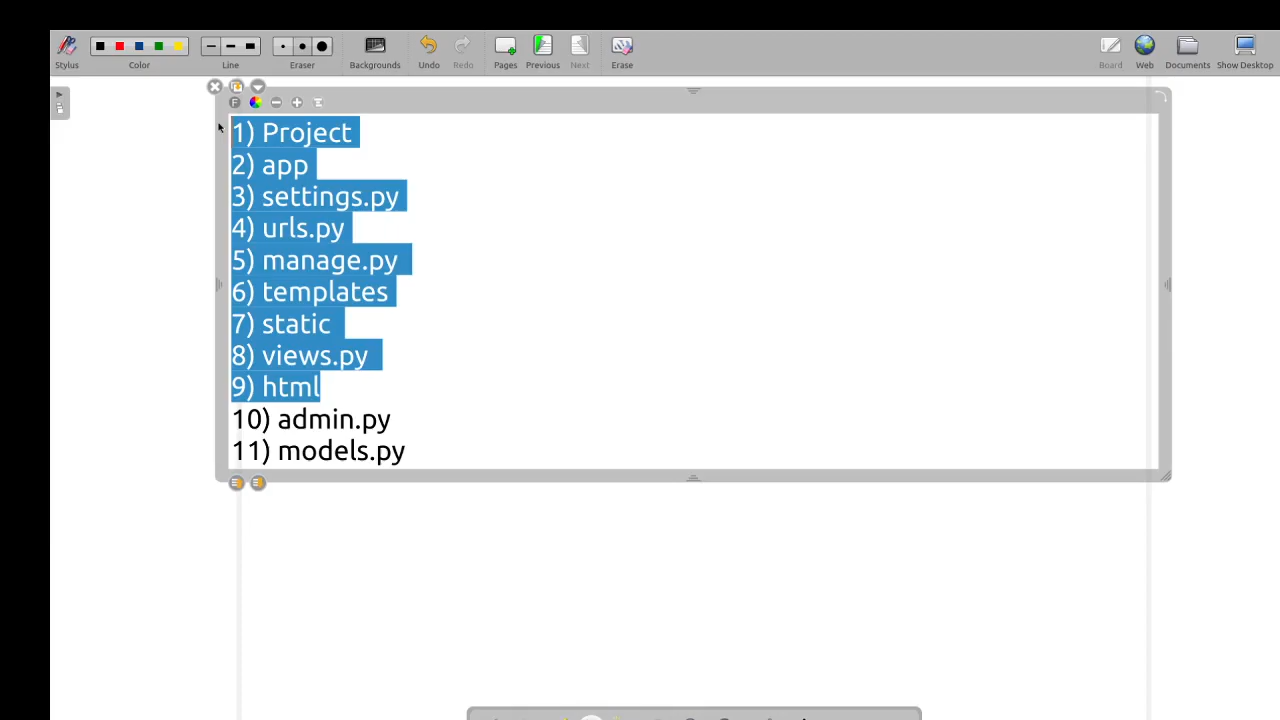 Stylus
Color
Line
Eraser
Backgrounds
Undo
Redo
Pages
Previous
Next
Erase
Board
Web
Documents
Show Desktop
F
1) Project
2) app
3) settings.py
4) urls.py
5) manage.py
6) templates
7) static
8) views.py
9) html
10) admin.py
11) models.py